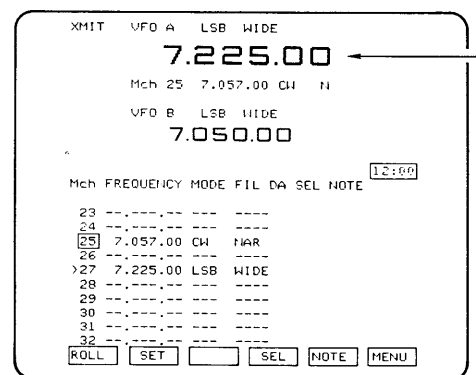 XMIT VFO A LSB WIDE
7.225.00
Mch 25 7.057.00 CW N
VFO B LSB WIDE
7.050.00
12:00
Mch FREQUENCY MODE FIL DA SEL NOTE
23 --.---.-- --- ----
24 --.---.-- --- ----
25 7.057.00 CW NAR
26 --.---.-- --- ----
>27 7.225.00 LSB WIDE
28 --.---.-- --- ----
29 --.---.-- --- ----
30 --.---.-- --- ----
31 --.---.-- --- ----
32 --.---.-- --- ----
ROLL SET SEL NOTE MENU